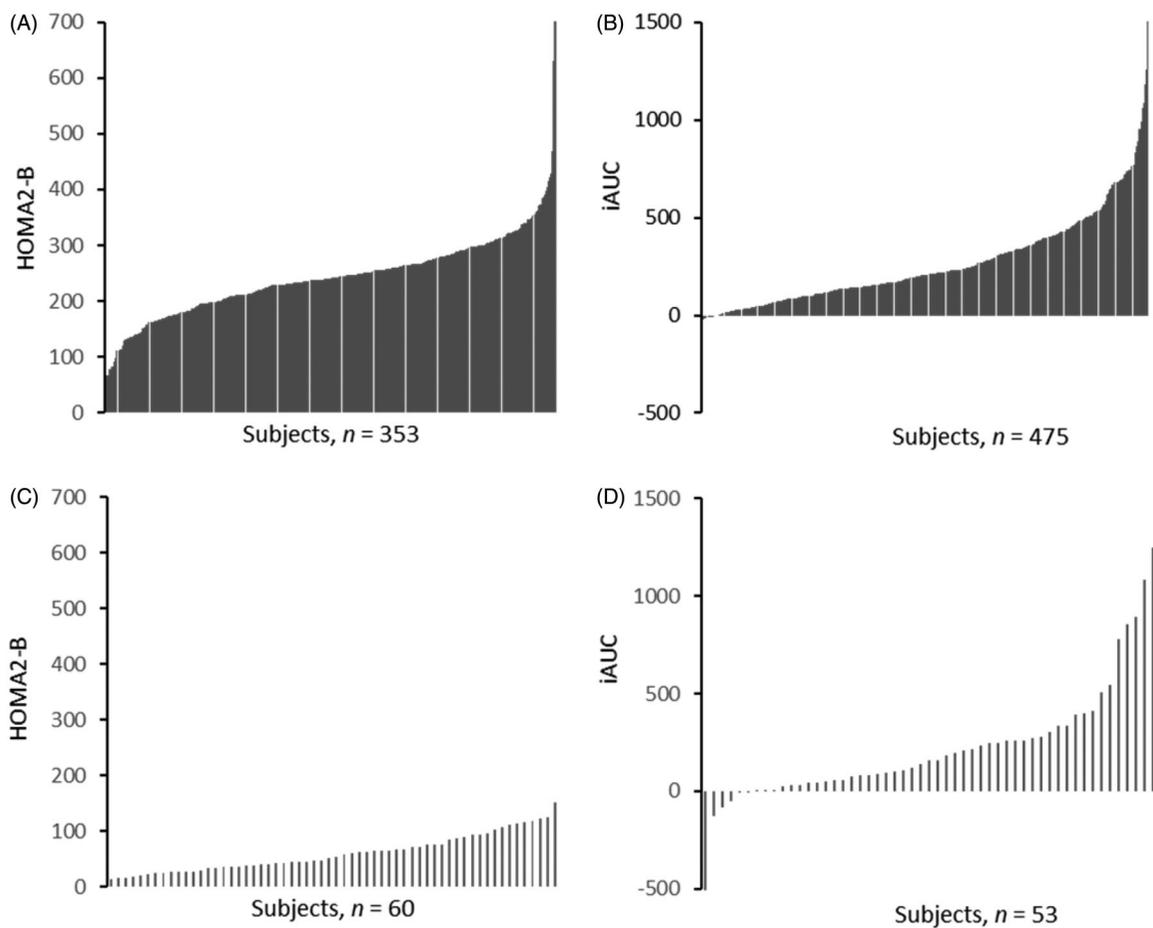 (A)
700
600
500
400
300
200
100
0
HOMA2-B
Subjects, n = 353
(B)
1500
1000
500
0
-500
iAUC
Subjects, n = 475
(C)
700
600
500
400
300
200
100
0
HOMA2-B
Subjects, n = 60
(D)
1500
1000
500
0
-500
iAUC
Subjects, n = 53